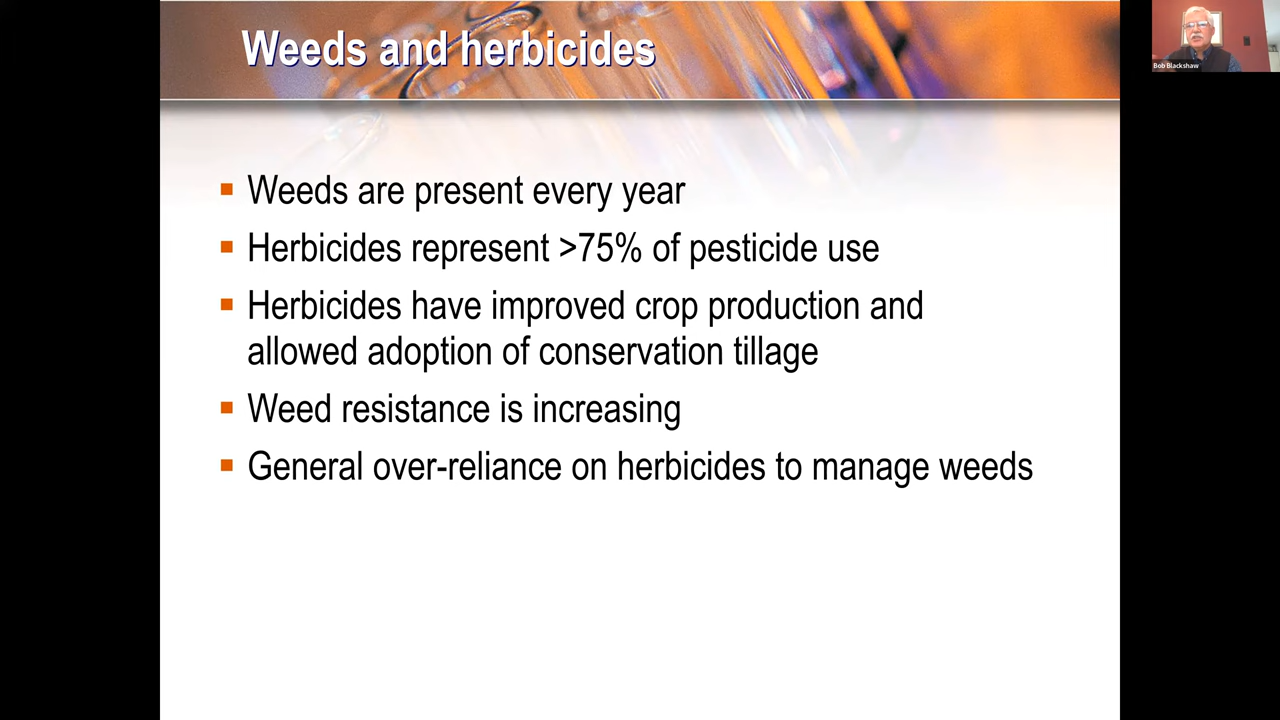 Weeds and herbicides
Bob Blackshaw
Weeds are present every year
Herbicides represent >75% of pesticide use
Herbicides have improved crop production and
allowed adoption of conservation tillage
Weed resistance is increasing
General over-reliance on herbicides to manage weeds